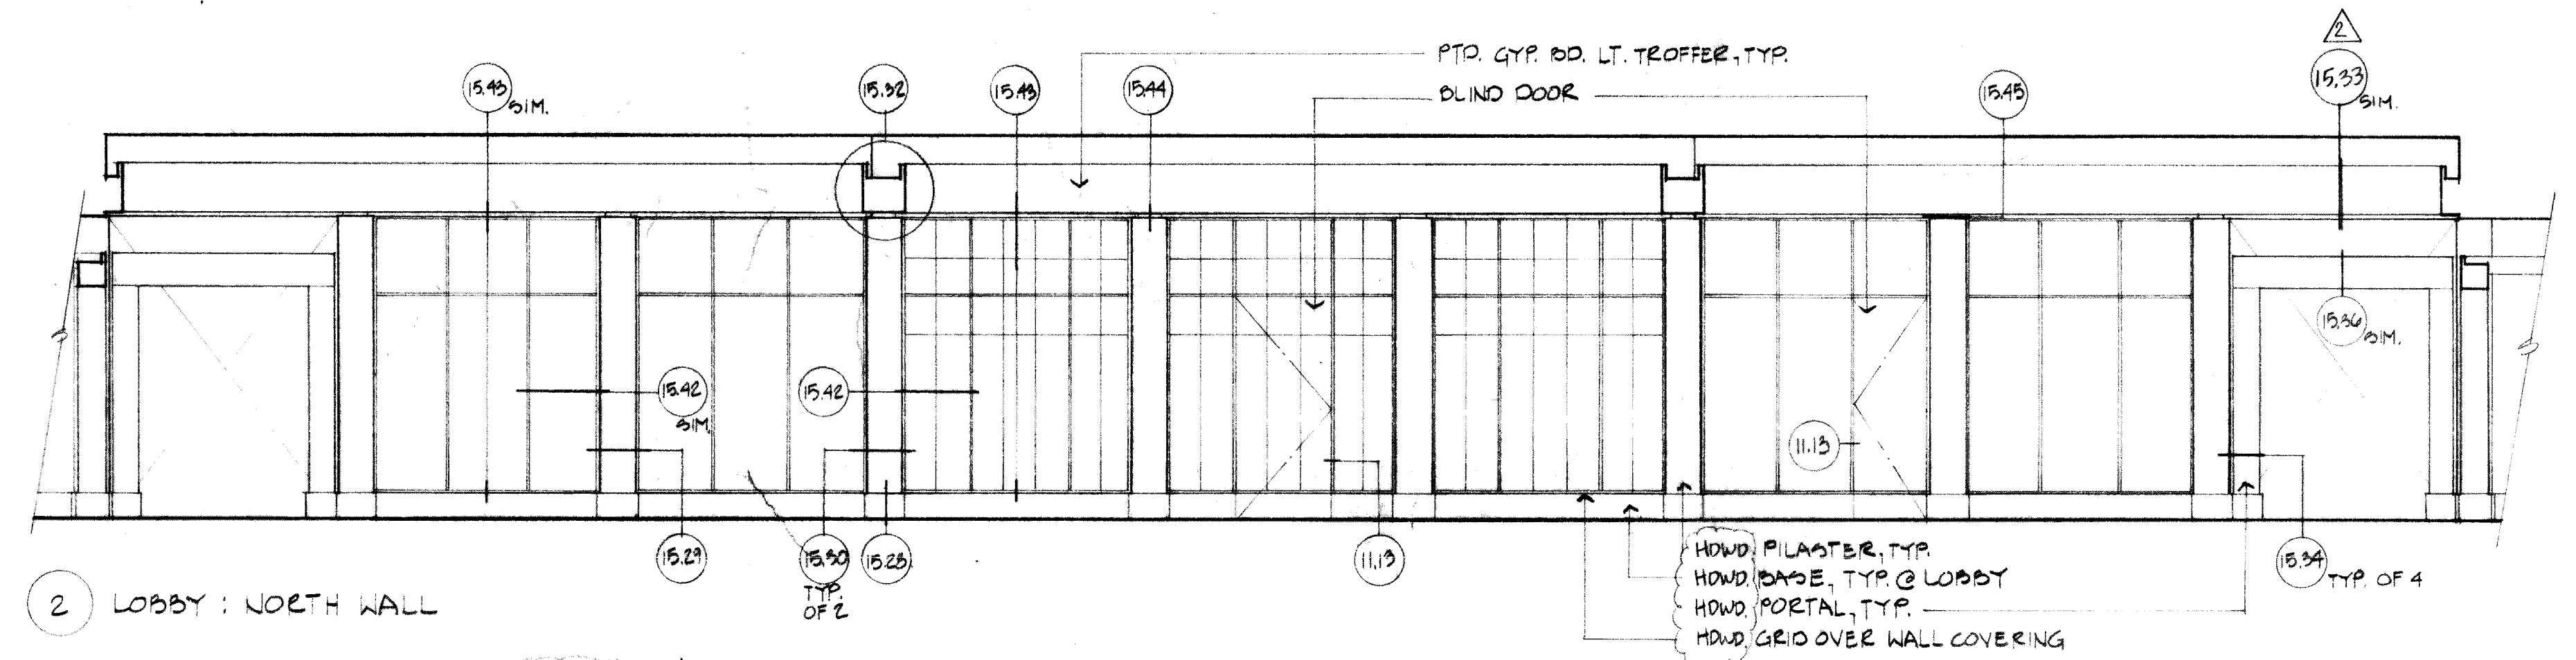 2
PTD. GYP. BD. LT. TROFFER, TYP.
15.43
SIM.
15.32
15.43
15.44
BLIND DOOR
15.45
15.33
SIM.
15.36
SIM.
15.42
SIM.
15.42
11.13
15.29
15.30
TYP.
OF 2
15.28
11.13
HDWD. PILASTER, TYP.
HDWD. BASE, TYP. @ LOBBY
HDWD. PORTAL, TYP.
HDWD. GRID OVER WALL COVERING
15.34
TYP. OF 4
2 LOBBY : NORTH WALL